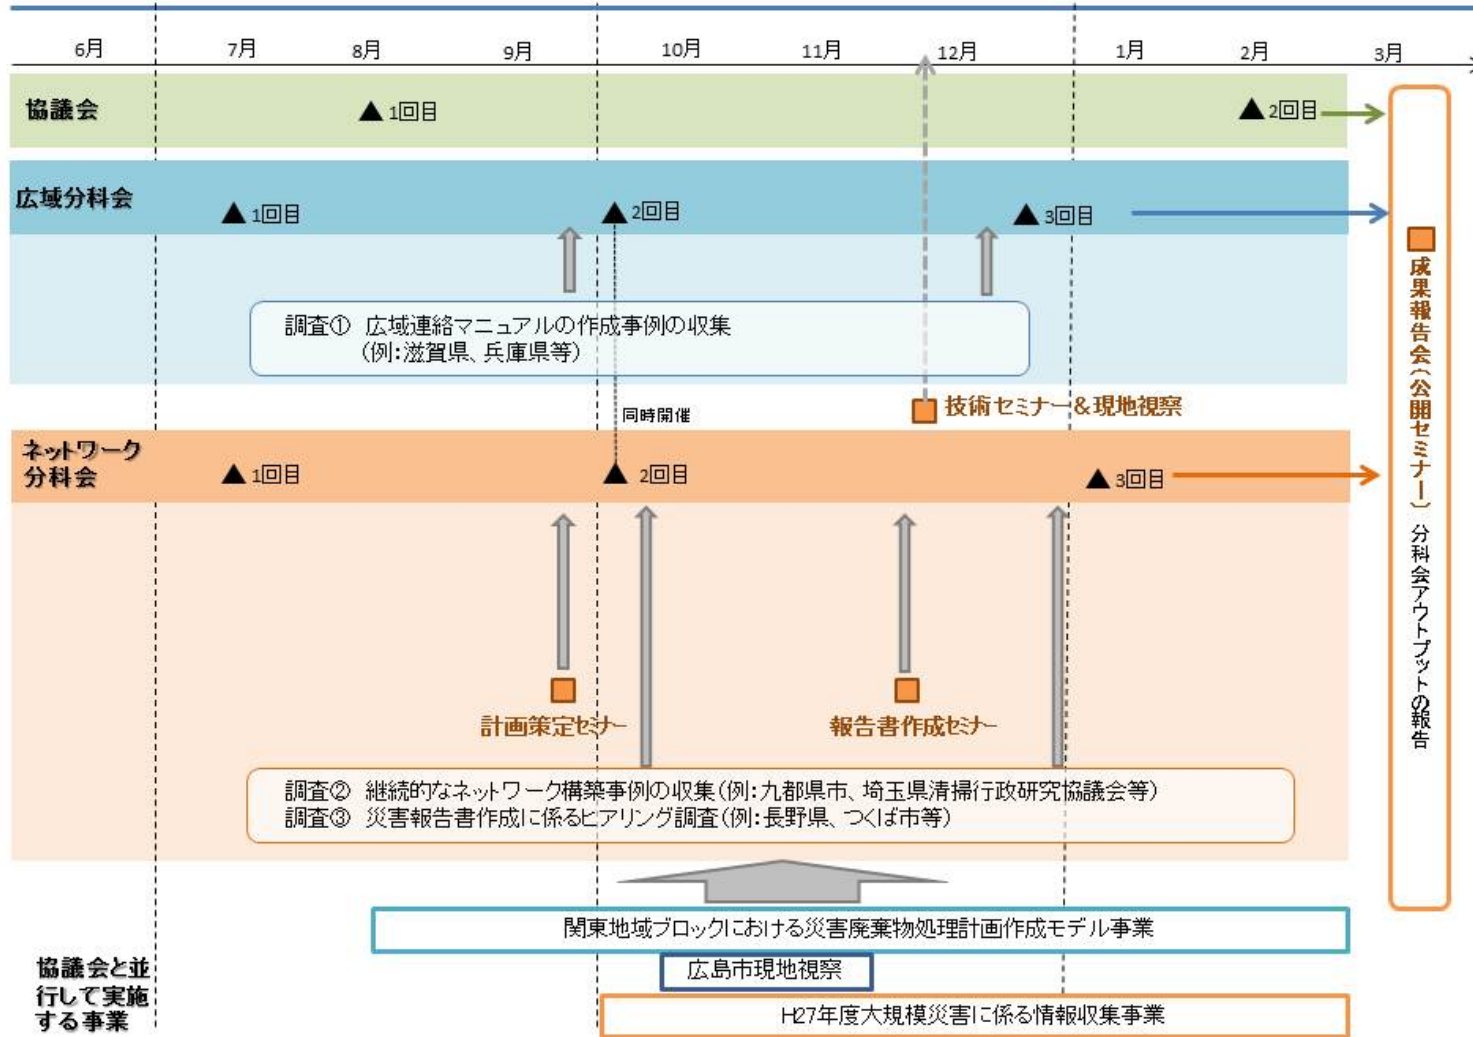 6月
7月
8月
9月
10月
11月
12月
1月
2月
3月
協議会
▲1回目
▲2回目
広域分科会
▲1回目
▲2回目
▲3回目
調査① 広域連絡マニュアルの作成事例の収集
(例:滋賀県、兵庫県等)
技術セミナー&現地視察
同時開催
ネットワーク
分科会
▲1回目
▲2回目
▲3回目
計画策定セミナー
報告書作成セミナー
調査② 継続的なネットワーク構築事例の収集(例:九都県市、埼玉県清掃行政研究協議会等)
調査③ 災害報告書作成に係るヒアリング調査(例:長野県、つくば市等)
成果報告会(公開セミナー) 分科会アウトプットの報告
協議会と並
行して実施
する事業
関東地域ブロックにおける災害廃棄物処理計画作成モデル事業
広島市現地視察
H27年度大規模災害に係る情報収集事業